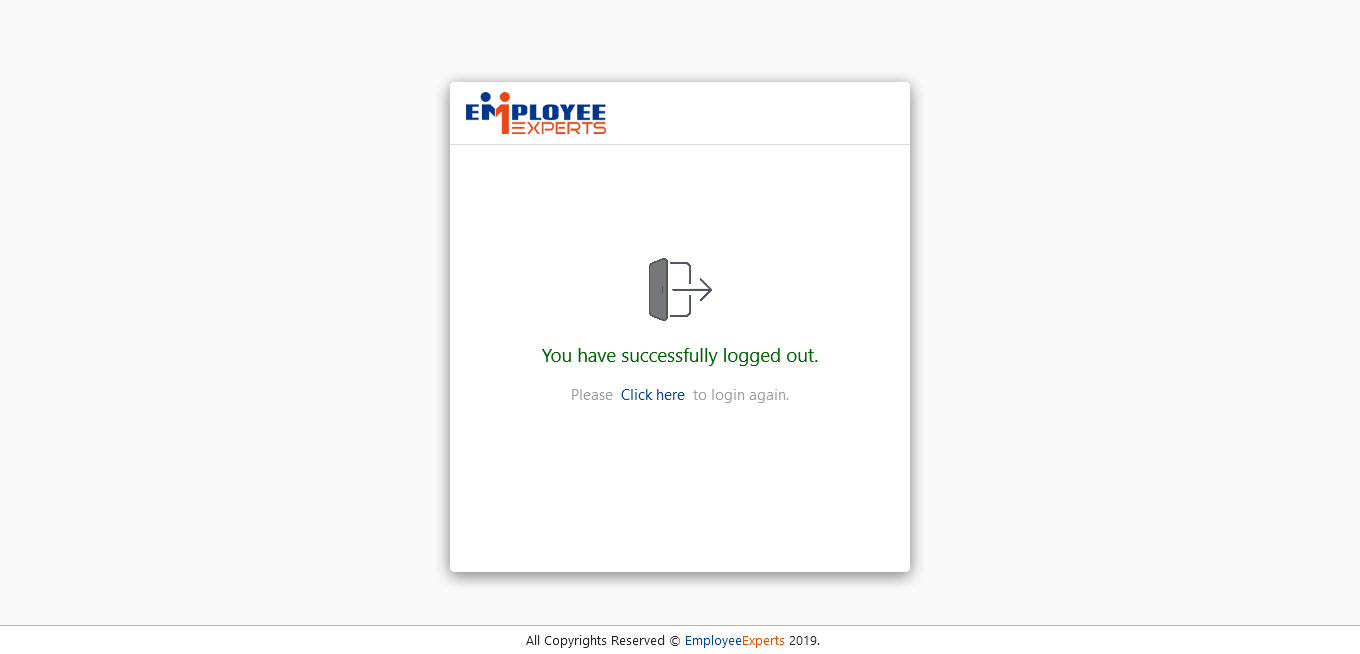 EMPLOYEE
EXPERTS
You have successfully logged out.
Please Click here to login again.
All Copyrights Reserved © EmployeeExperts 2019.